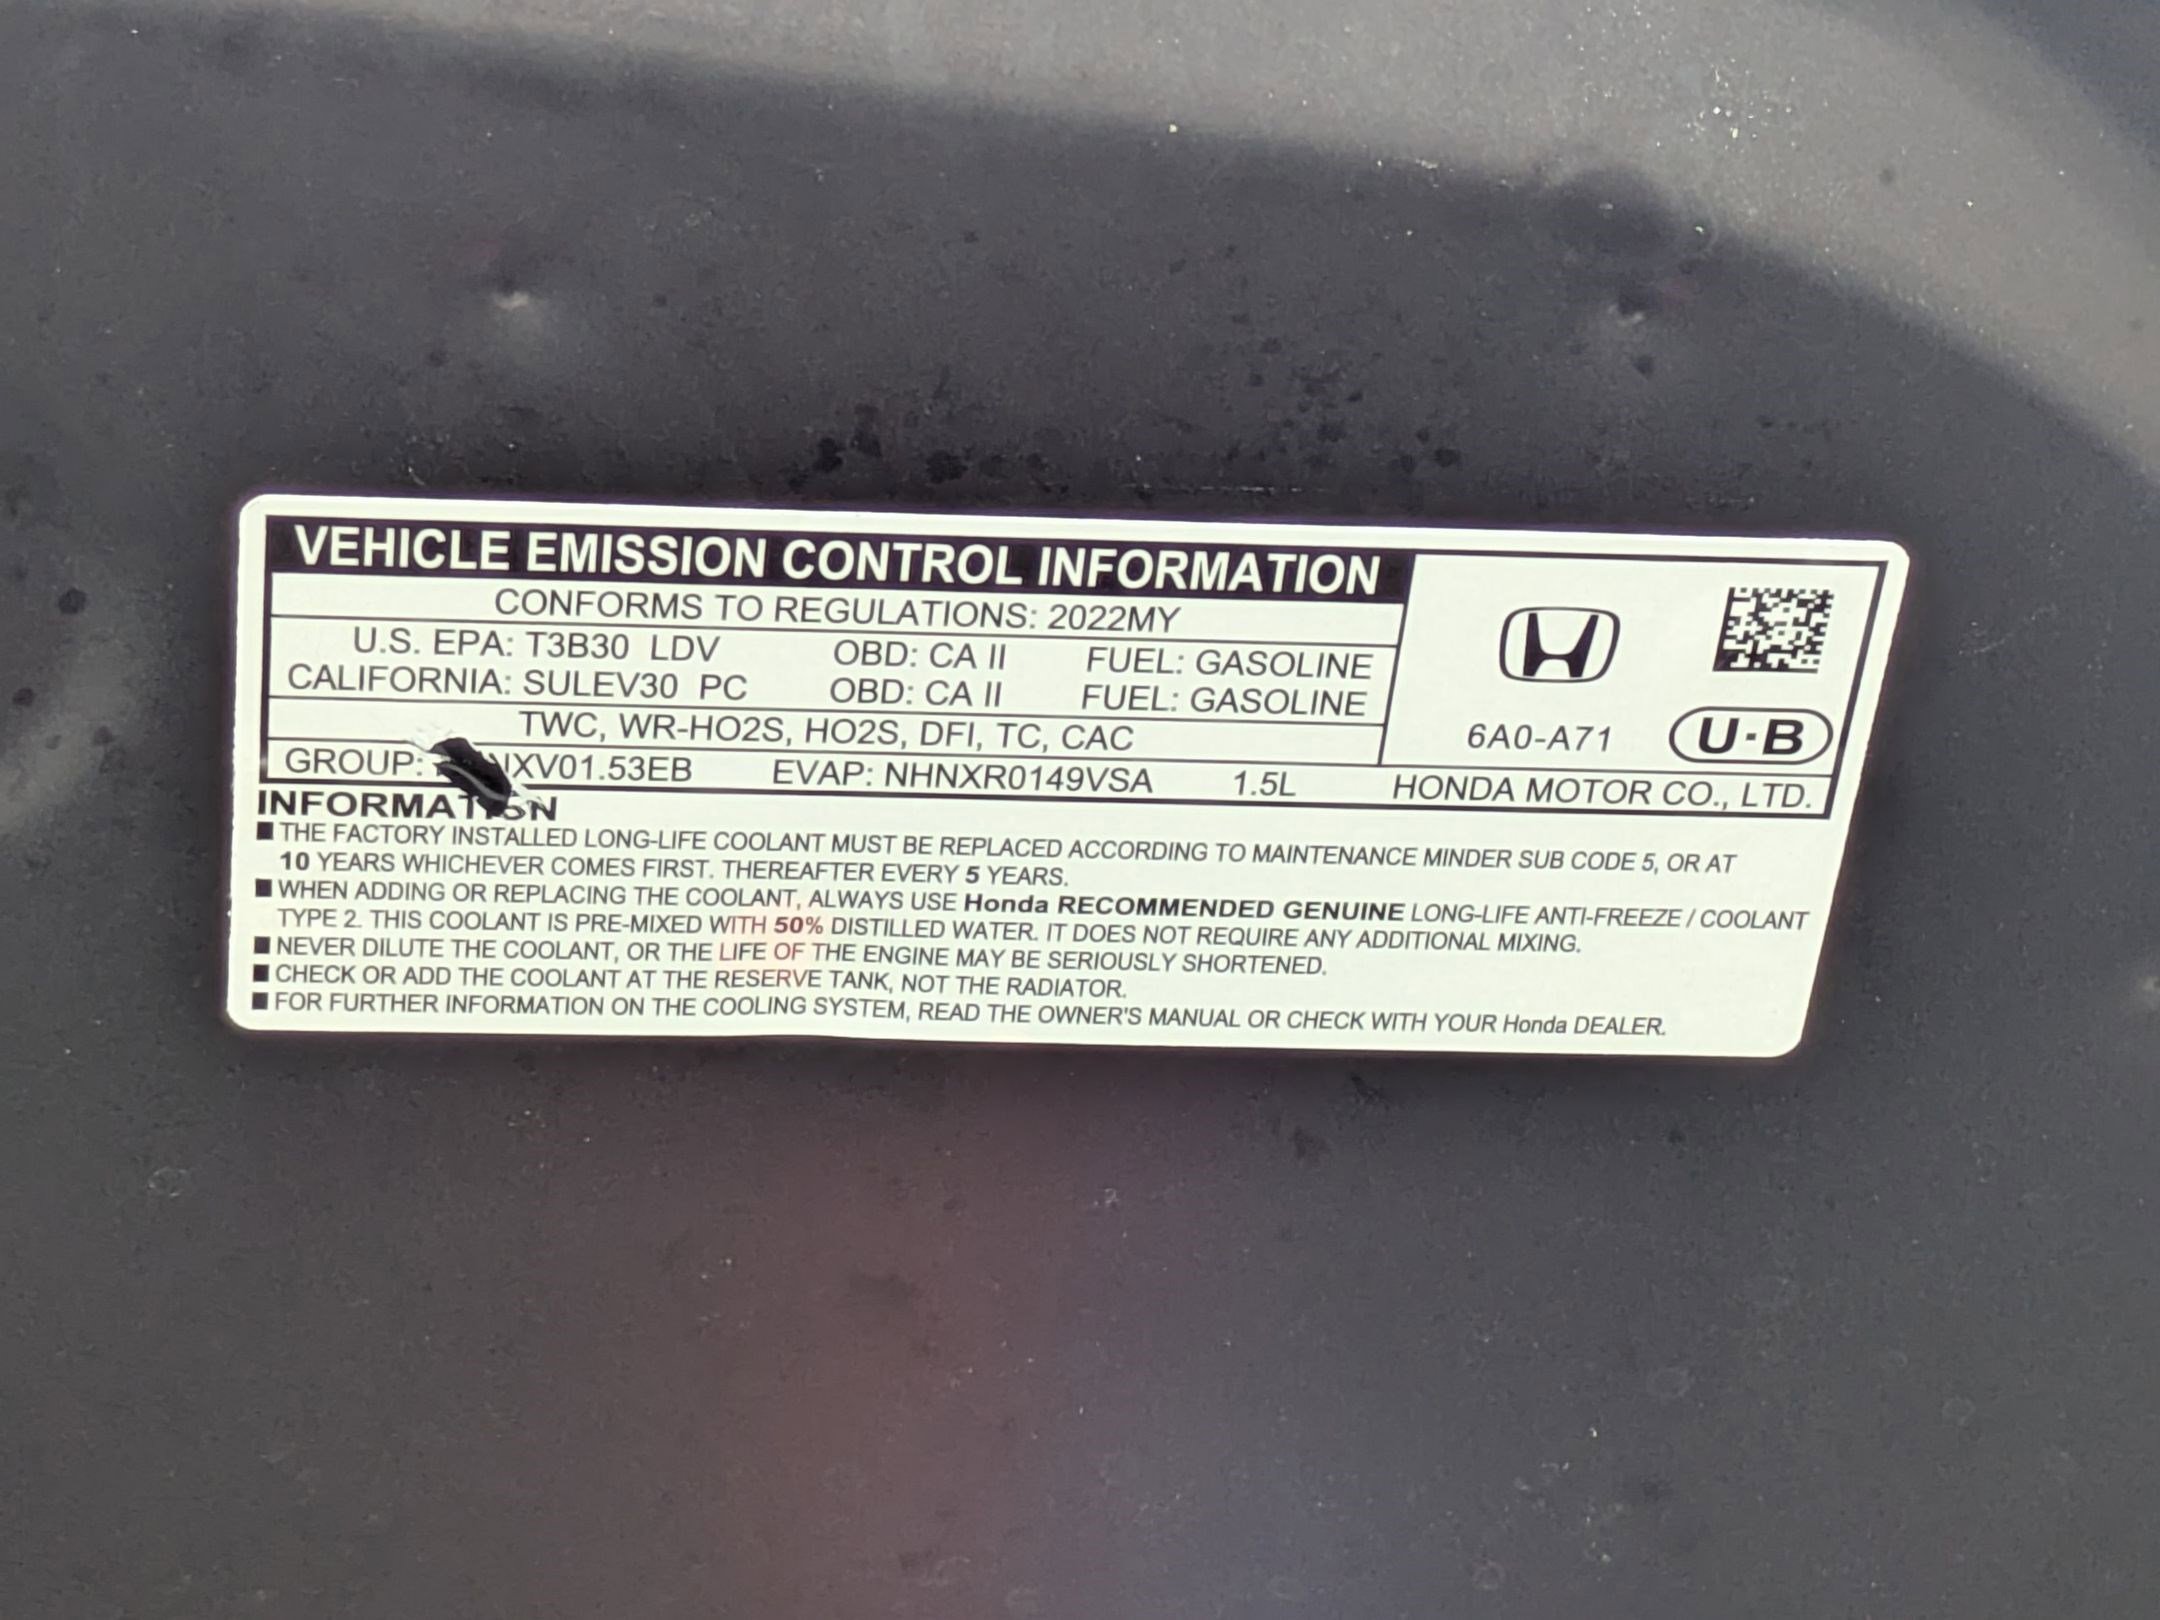 VEHICLE EMISSION CONTROL INFORMATION
CONFORMS TO REGULATIONS: 2022MY
U.S. EPA: T3B30 LDV OBD: CA II FUEL: GASOLINE
CALIFORNIA: SULEV30 PC OBD: CA II FUEL: GASOLINE
TWC, WR-HO2S, HO2S, DFI, TC, CAC
6A0-A71 U·B
GROUP: EVAP: NHNXR0149VSA 1.5L HONDA MOTOR CO., LTD.
INFORMATION
■ THE FACTORY INSTALLED LONG-LIFE COOLANT MUST BE REPLACED ACCORDING TO MAINTENANCE MINDER SUB CODE 5, OR AT
10 YEARS WHICHEVER COMES FIRST. THEREAFTER EVERY 5 YEARS.
■ WHEN ADDING OR REPLACING THE COOLANT, ALWAYS USE Honda RECOMMENDED GENUINE LONG-LIFE ANTI-FREEZE / COOLANT
TYPE 2. THIS COOLANT IS PRE-MIXED WITH 50% DISTILLED WATER. IT DOES NOT REQUIRE ANY ADDITIONAL MIXING.
■ NEVER DILUTE THE COOLANT, OR THE LIFE OF THE ENGINE MAY BE SERIOUSLY SHORTENED.
■ CHECK OR ADD THE COOLANT AT THE RESERVE TANK, NOT THE RADIATOR.
■ FOR FURTHER INFORMATION ON THE COOLING SYSTEM, READ THE OWNER'S MANUAL OR CHECK WITH YOUR Honda DEALER.